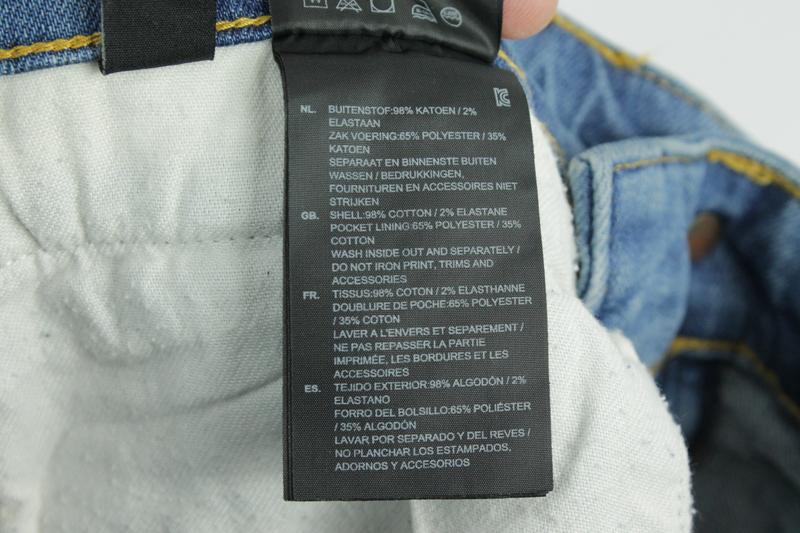 NL. BUITENSTOF:98% KATOEN / 2%
ELASTAAN
ZAK VOERING:65% POLYESTER / 35%
KATOEN
SEPARAAT EN BINNENSTE BUITEN
WASSEN / BEDRUKKINGEN,
FOURNITUREN EN ACCESSOIRES NIET
STRIJKEN
GB. SHELL:98% COTTON / 2% ELASTANE
POCKET LINING:65% POLYESTER / 35%
COTTON
WASH INSIDE OUT AND SEPARATELY /
DO NOT IRON PRINT, TRIMS AND
ACCESSORIES
FR. TISSUS:98% COTON / 2% ELASTHANNE
DOUBLURE DE POCHE:65% POLYESTER
/ 35% COTON
LAVER A L'ENVERS ET SEPAREMENT /
NE PAS REPASSER LA PARTIE
IMPRIMÉE, LES BORDURES ET LES
ACCESSOIRES
ES. TEJIDO EXTERIOR:98% ALGODÓN / 2%
ELASTANO
FORRO DEL BOLSILLO:65% POLIÉSTER
/ 35% ALGODÓN
LAVAR POR SEPARADO Y DEL REVES /
NO PLANCHAR LOS ESTAMPADOS,
ADORNOS Y ACCESORIOS